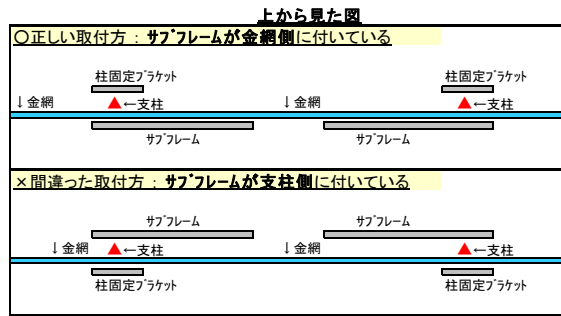 上から見た図
○正しい取付方：サブフレームが金網側に付いている
柱固定ブラケット 柱固定ブラケット
↓金網 ▲←支柱 ↓金網 ▲←支柱
サブフレーム サブフレーム
×間違った取付方：サブフレームが支柱側に付いている
サブフレーム サブフレーム
↓金網 ▲←支柱 ↓金網 ▲←支柱
柱固定ブラケット 柱固定ブラケット